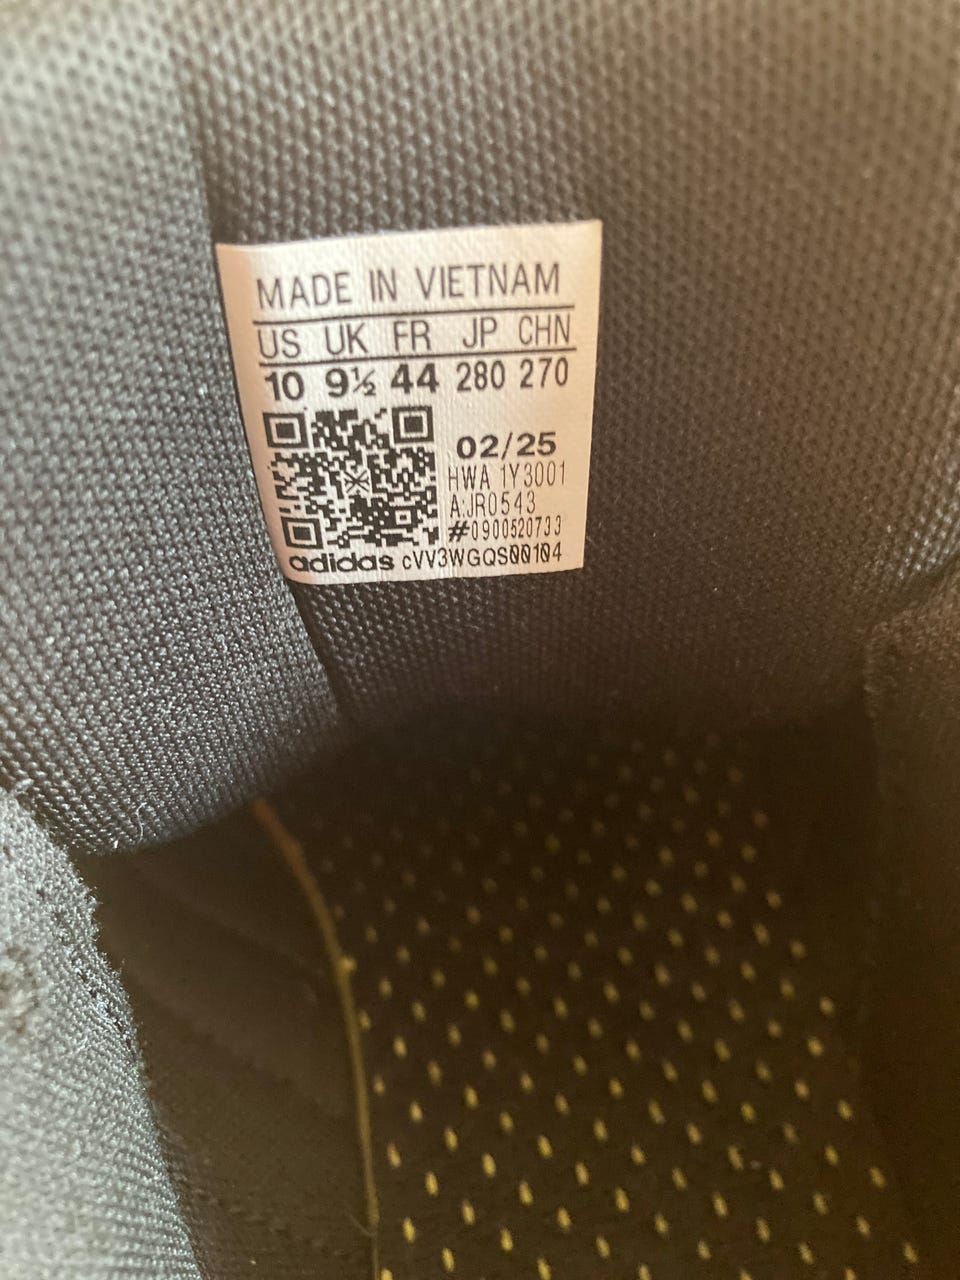 MADE IN VIETNAM
US UK FR JP CHN
10 9½ 44 280 270
02/25
HWA 1Y3001
A:JR0543
#0900520733
adidas cVV3WGQS00104